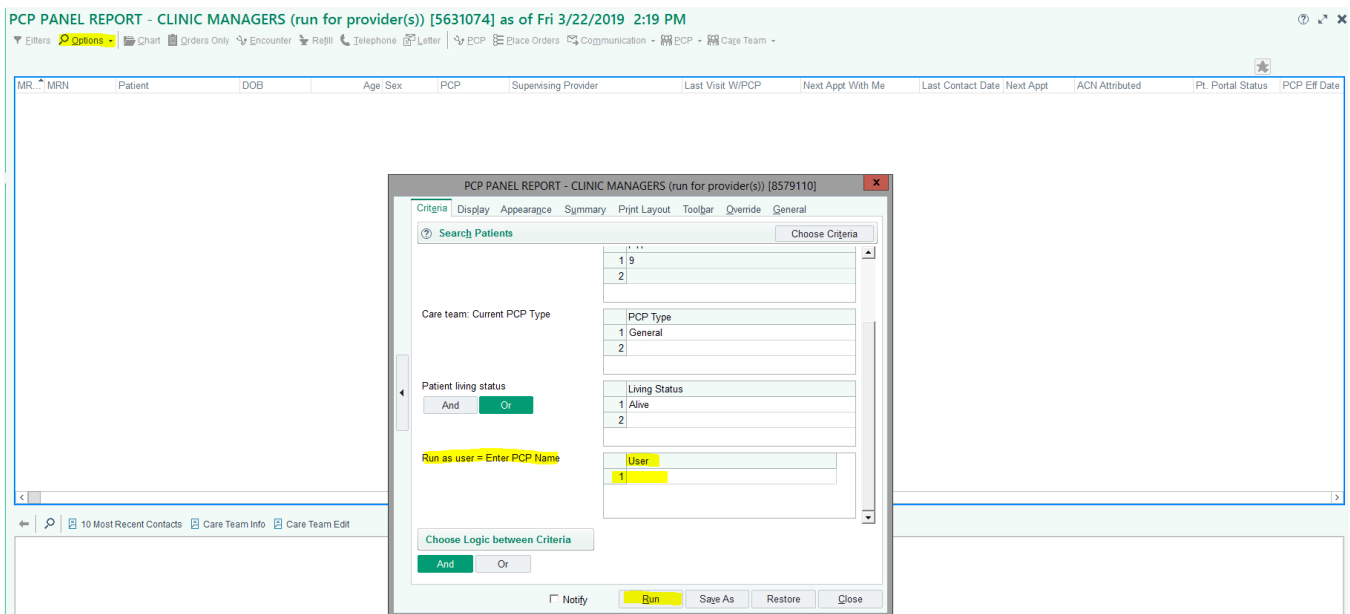 PCP PANEL REPORT - CLINIC MANAGERS (run for provider(s)) [5631074] as of Fri 3/22/2019 2:19 PM
Filters Options Chart Orders Only Encounter Refill Telephone Letter PCP Place Orders Communication PCP Care Team
MR... MRN Patient DOB Age Sex PCP Supervising Provider Last Visit W/PCP Next Appt With Me Last Contact Date Next Appt ACN Attributed Pt. Portal Status PCP Eff Date
PCP PANEL REPORT - CLINIC MANAGERS (run for provider(s)) [8579110]
Criteria Display Appearance Summary Print Layout Toolbar Override General
Search Patients Choose Criteria
1 9
2
Care team: Current PCP Type PCP Type
1 General
2
Patient living status Living Status
And Or 1 Alive
2
Run as user = Enter PCP Name User
1
10 Most Recent Contacts Care Team Info Care Team Edit
Choose Logic between Criteria
And Or
Notify Run Save As Restore Close